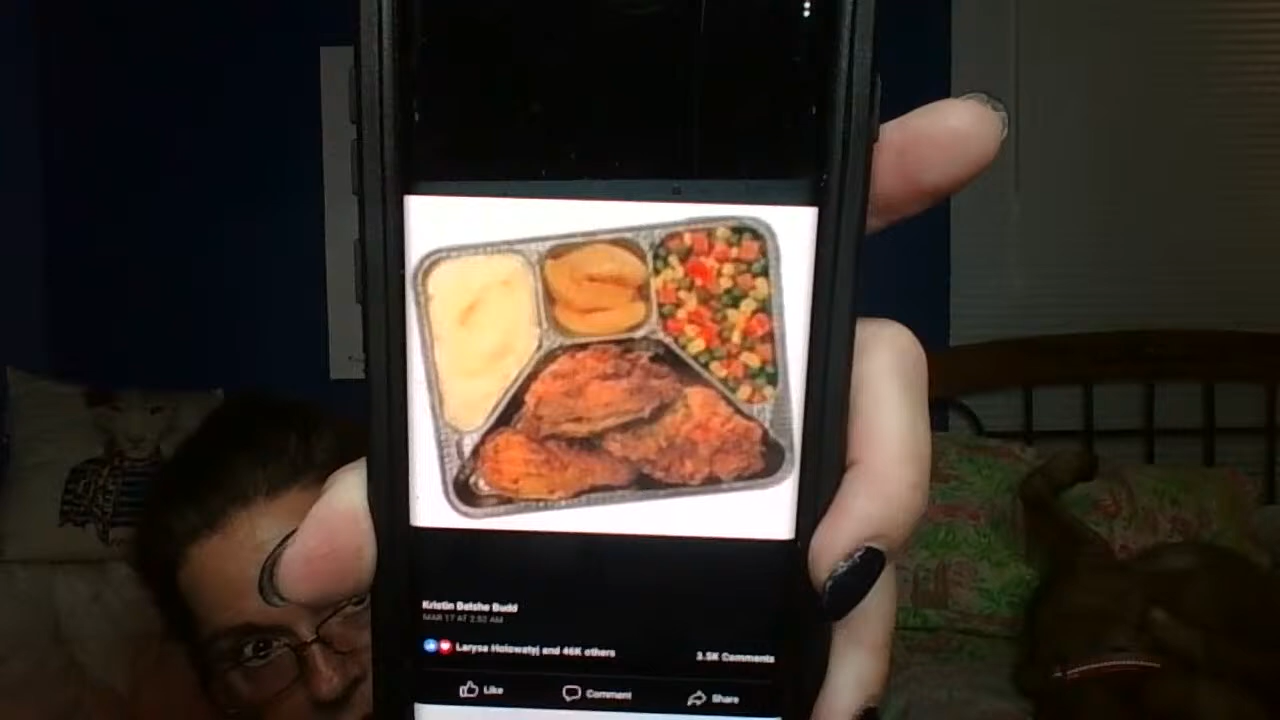 Kristin Belshe Budd
MAR 17 AT 2:52 AM
Laryse Holowatyj and 46K others
3.5K Comments
Like
Comment
Share